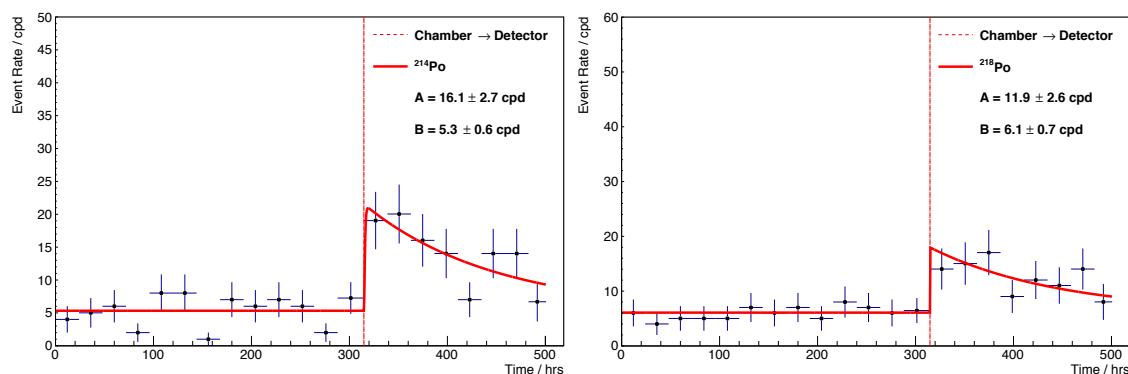 Event Rate / cpd
50
45
40
35
30
25
20
15
10
5
0
0 100 200 300 400 500
Time / hrs
Chamber → Detector
²¹⁴Po
A = 16.1 ± 2.7 cpd
B = 5.3 ± 0.6 cpd
Event Rate / cpd
60
50
40
30
20
10
0
0 100 200 300 400 500
Time / hrs
Chamber → Detector
²¹⁸Po
A = 11.9 ± 2.6 cpd
B = 6.1 ± 0.7 cpd